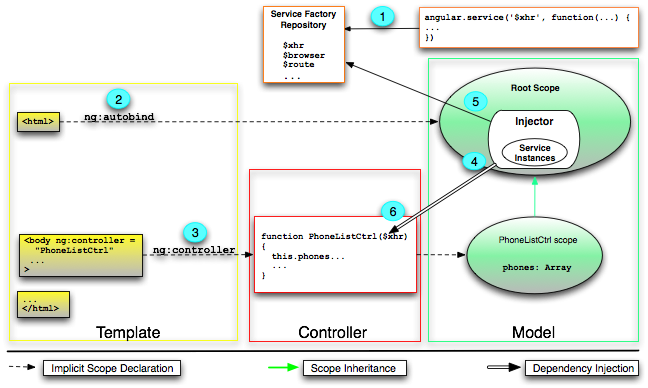 Service Factory
Repository
$xhr
$browser
$route
...
1
angular.service('$xhr', function(...) {
...
})
2
<html>
ng:autobind
5
Root Scope
Injector
Service
Instances
4
3
<body ng:controller =
"PhoneListCtrl"
...
>
ng:controller
6
function PhoneListCtrl($xhr)
{
this.phones...
...
}
PhoneListCtrl scope
phones: Array
...
</html>
Template
Controller
Model
Implicit Scope Declaration
Scope Inheritance
Dependency Injection